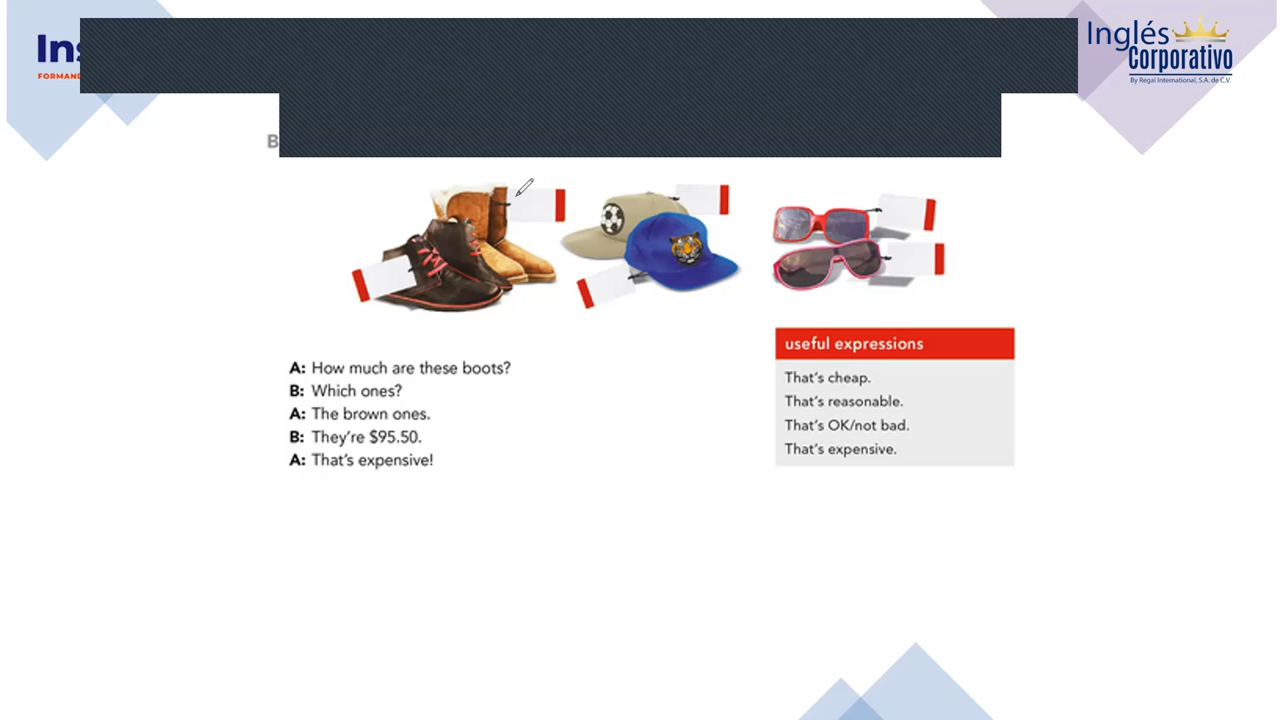 Ins
Inglés
Corporativo
By Regal International, S.A. de C.V.
B
A: How much are these boots?
B: Which ones?
A: The brown ones.
B: They're $95.50.
A: That's expensive!
useful expressions
That's cheap.
That's reasonable.
That's OK/not bad.
That's expensive.